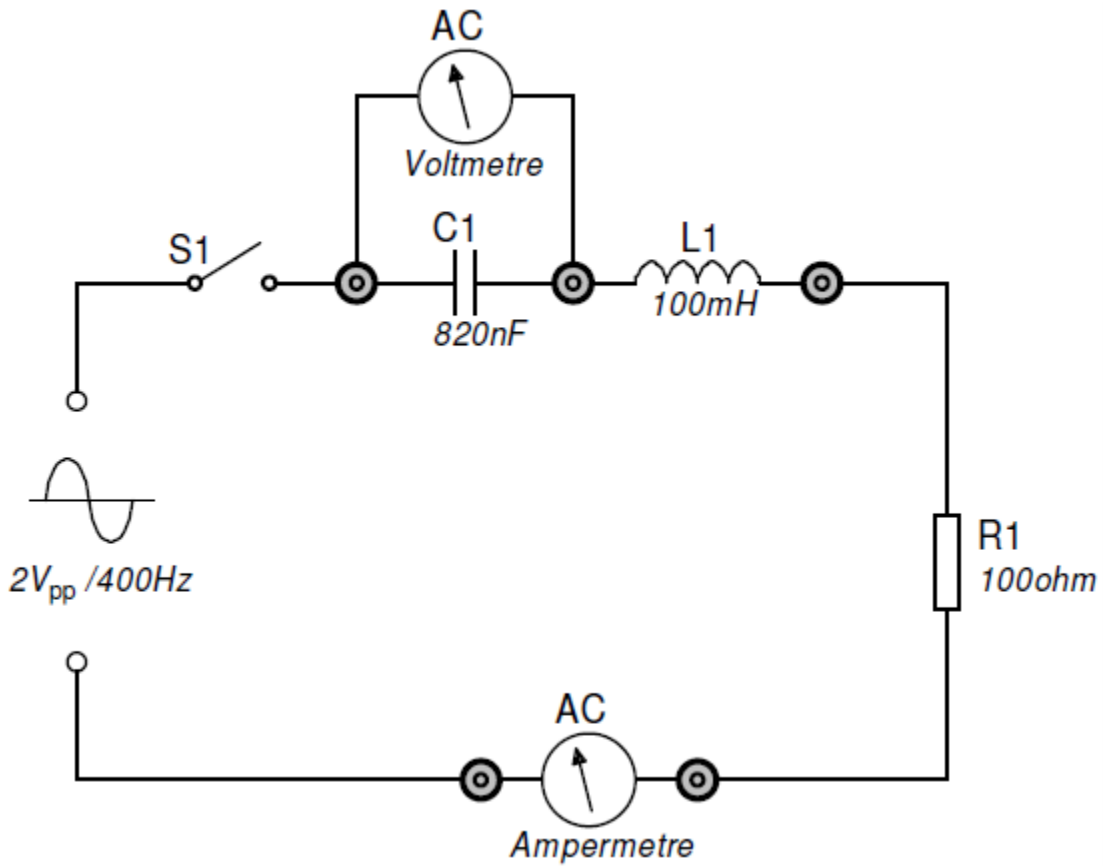 AC
Voltmetre
S1
C1
L1
820nF
100mH
2Vpp /400Hz
R1
100ohm
AC
Ampermetre